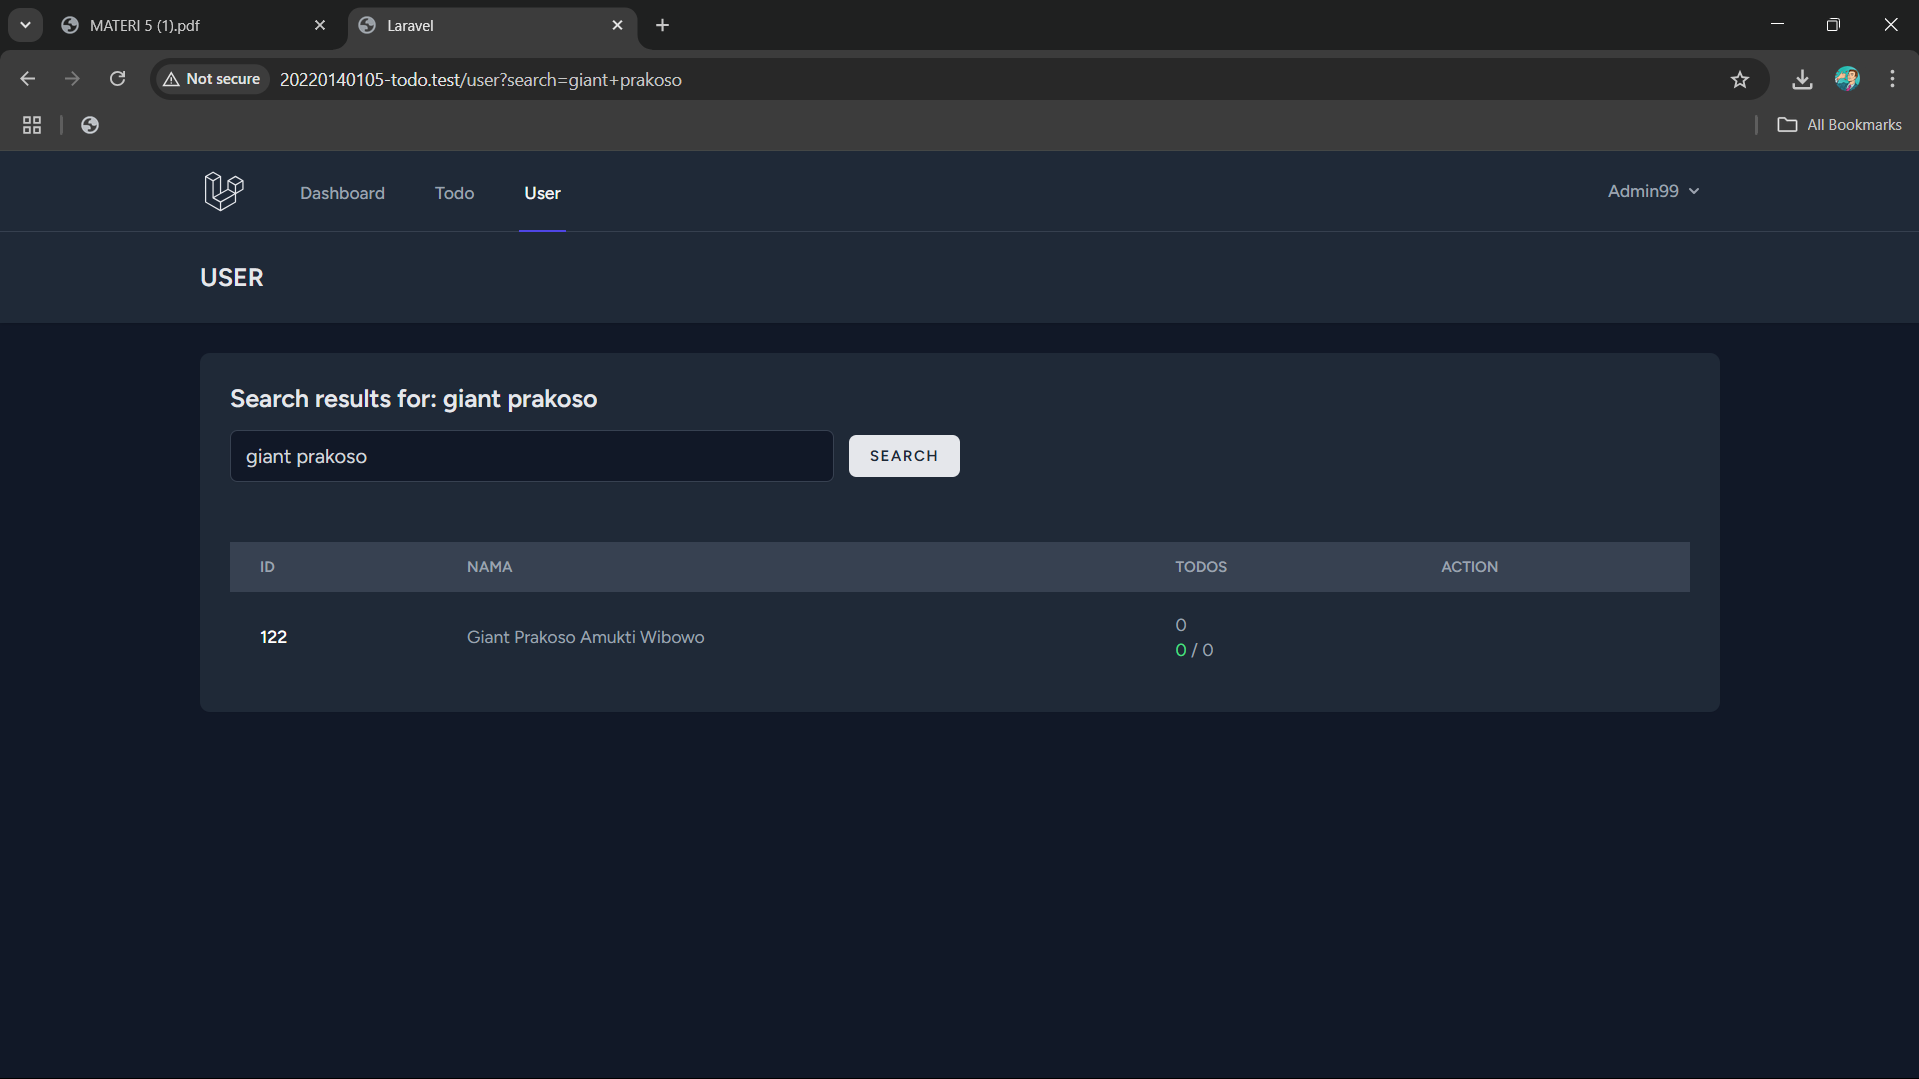 MATERI 5 (1).pdf
Laravel
Not secure
20220140105-todo.test/user?search=giant+prakoso
All Bookmarks
Dashboard
Todo
User
Admin99
USER
Search results for: giant prakoso
giant prakoso
SEARCH
ID NAMA TODOS ACTION
122 Giant Prakoso Amukti Wibowo 0
0 / 0